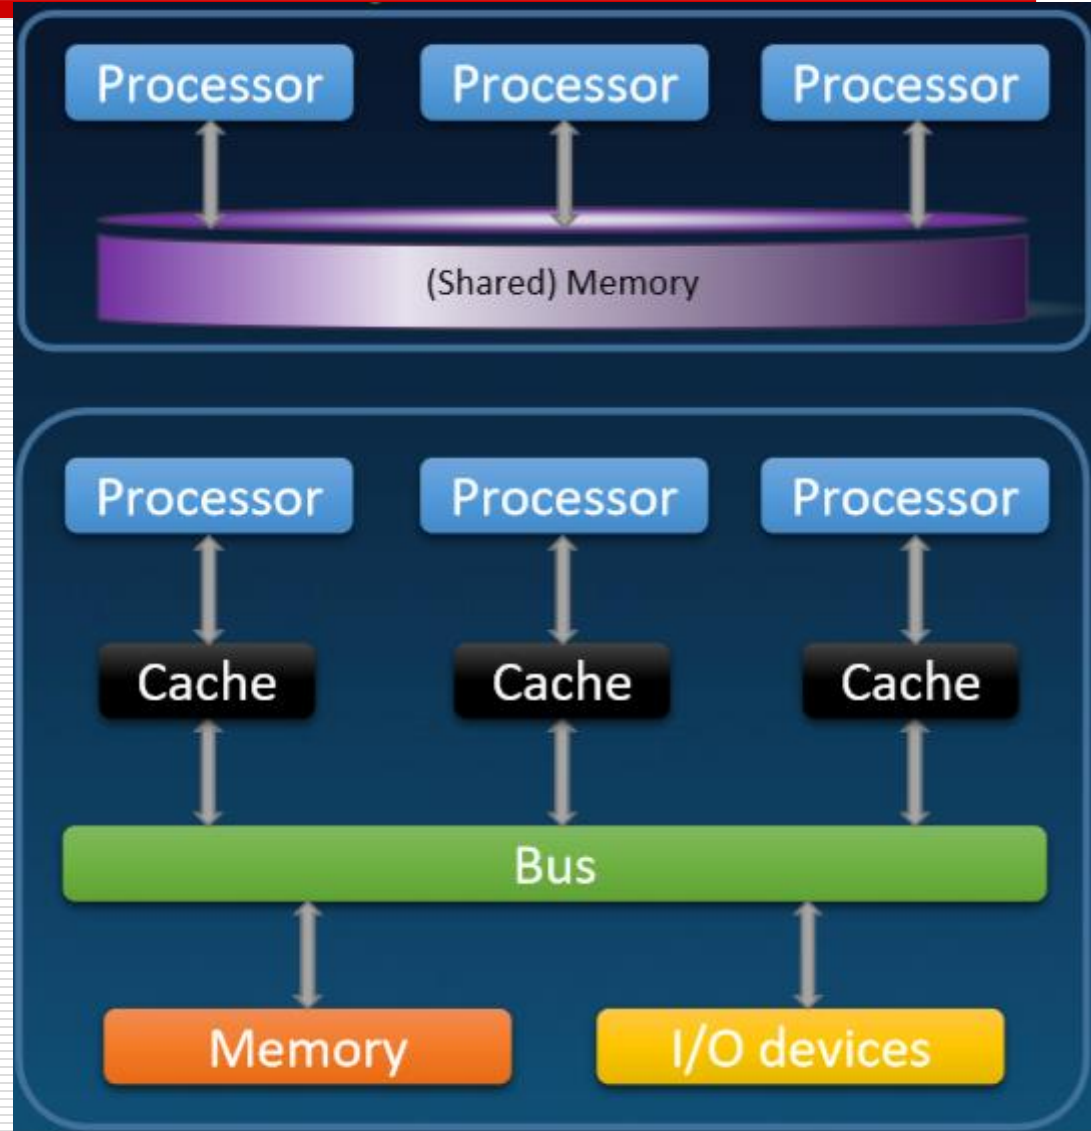 Processor Processor Processor
(Shared) Memory
Processor Processor Processor
Cache Cache Cache
Bus
Memory I/O devices